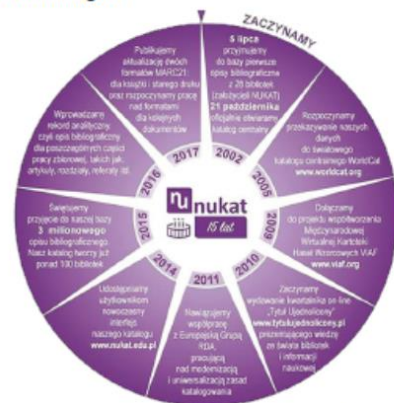 ZACZYNAMY
5 lipca
przyjmujemy
do bazy pierwsze
opisy bibliograficzne
z 28 bibliotek
(założycieli NUKAT)
21 października
oficjalnie otwieramy
katalog centralny
2002
Rozpoczynamy
przekazywanie naszych
danych
do światowego
katalogu centralnego WorldCat
www.worldcat.org
2005
Dołączamy
do projektu współtworzenia
Międzynarodowej
Wirtualnej Kartoteki
Haseł Wzorcowych VIAF
www.viaf.org
2009
Zaczynamy
wydawanie kwartalnika on-line
„Tytuł Ujednolicony”
www.tytulujednolicony.pl
prezentującego wiedzę
ze świata bibliotek
i informacji
naukowej
2010
Nawiązujemy
współpracę
z Europejską Grupą
RDA,
pracującą
nad modernizacją
i uniwersalizacją zasad
katalogowania
2011
Udostępniamy
użytkownikom
nowoczesny
interfejs
naszego katalogu
www.nukat.edu.pl
2014
Świętujemy
przyjęcie do naszej bazy
3 milionowego
opisu bibliograficznego.
Nasz katalog tworzy już
ponad 100 bibliotek
2015
Wprowadzamy
rekord analityczny,
czyli opis bibliograficzny
dla poszczególnych części
pracy zbiorowej, takich jak:
artykuły, rozdziały, referaty itd.
2016
Publikujemy
aktualizację dwóch
formatów MARC21:
dla książki i starego druku
oraz rozpoczynamy pracę
nad formatami
dla kolejnych
dokumentów
2017
nu nukat
15 lat